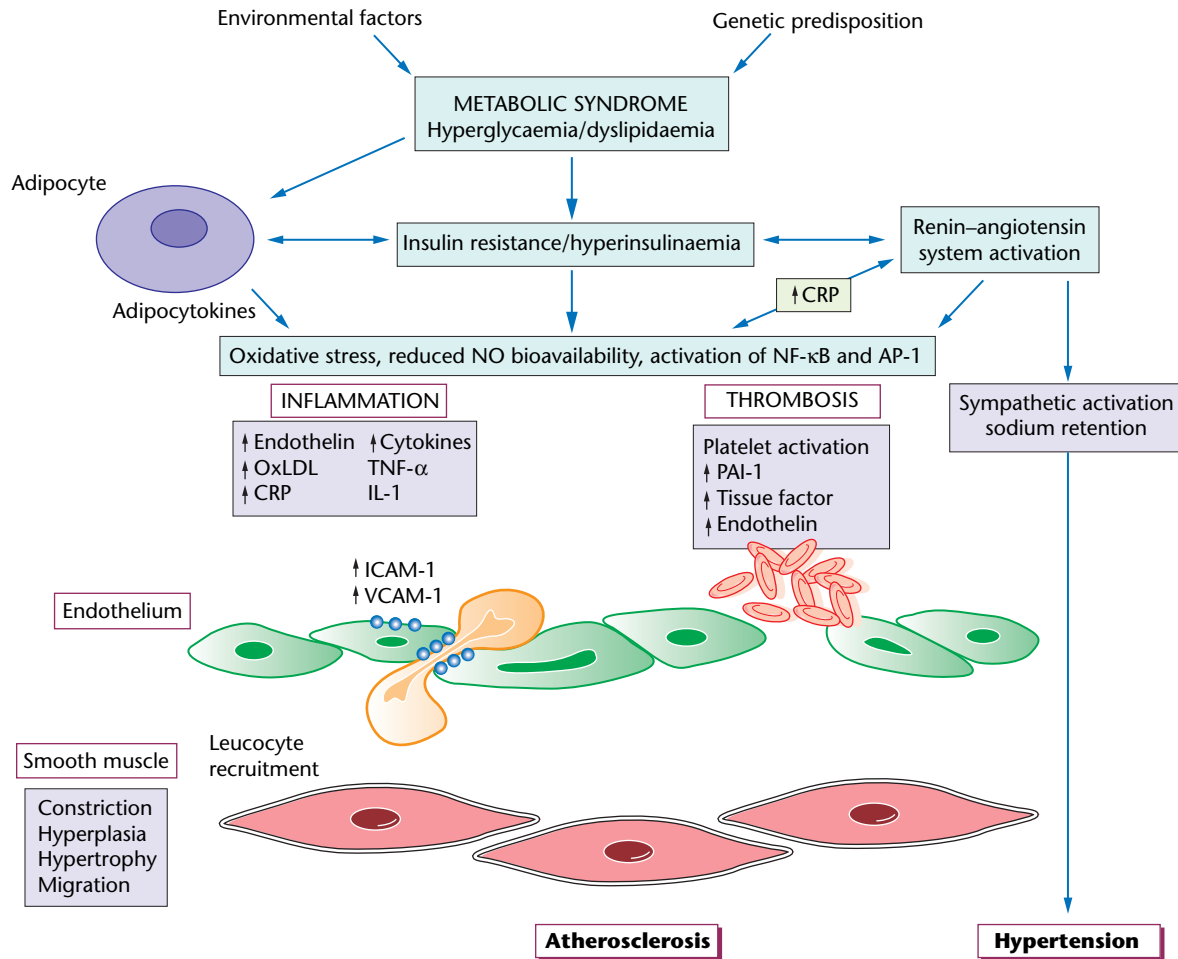 Environmental factors
Genetic predisposition
METABOLIC SYNDROME
Hyperglycaemia/dyslipidaemia
Adipocyte
Insulin resistance/hyperinsulinaemia
Renin–angiotensin
system activation
↑CRP
Adipocytokines
Oxidative stress, reduced NO bioavailability, activation of NF-κB and AP-1
INFLAMMATION
↑ Endothelin ↑ Cytokines
↑ OxLDL TNF-α
↑ CRP IL-1
THROMBOSIS
Platelet activation
↑ PAI-1
↑ Tissue factor
↑ Endothelin
Sympathetic activation
sodium retention
↑ ICAM-1
↑ VCAM-1
Endothelium
Leucocyte
recruitment
Smooth muscle
Constriction
Hyperplasia
Hypertrophy
Migration
Atherosclerosis
Hypertension